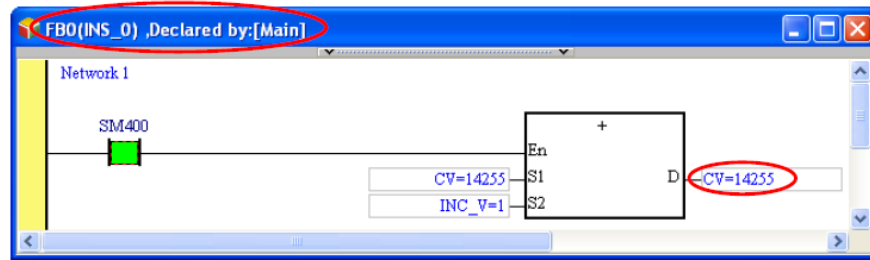 FB0(INS_0) ,Declared by:[Main]
Network 1
SM400
+
En
CV=14255 S1 D CV=14255
INC_V=1 S2